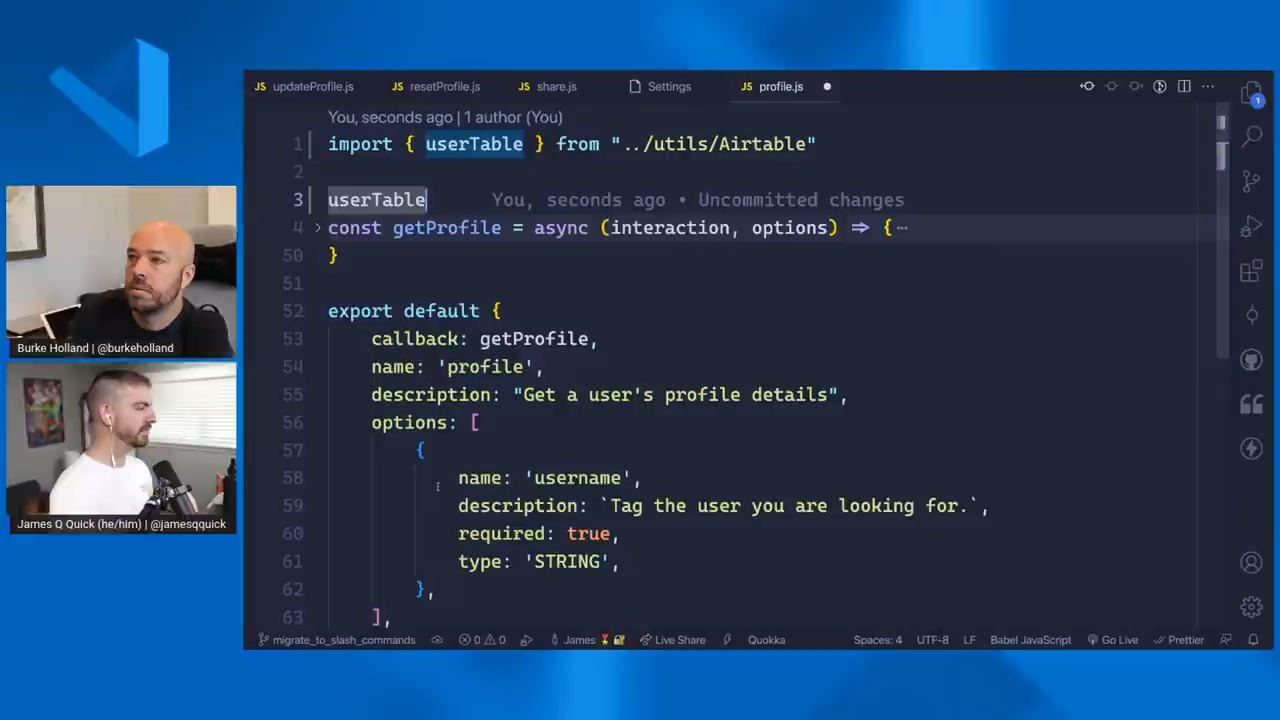 updateProfile.js resetProfile.js share.js Settings profile.js
You, seconds ago | 1 author (You)
1 import { userTable } from "../utils/Airtable"
2
3 userTable You, seconds ago • Uncommitted changes
4 const getProfile = async (interaction, options) => {⋯
50 }
51
52 export default {
53 callback: getProfile,
54 name: 'profile',
55 description: "Get a user's profile details",
56 options: [
57 {
58 name: 'username',
59 description: `Tag the user you are looking for.`,
60 required: true,
61 type: 'STRING',
62 },
63 ],
migrate_to_slash_commands 0 0 James Live Share Quokka Spaces: 4 UTF-8 LF Babel JavaScript Go Live Prettier
1
Burke Holland | @burkeholland
James Q Quick (he/him) | @jamesqquick